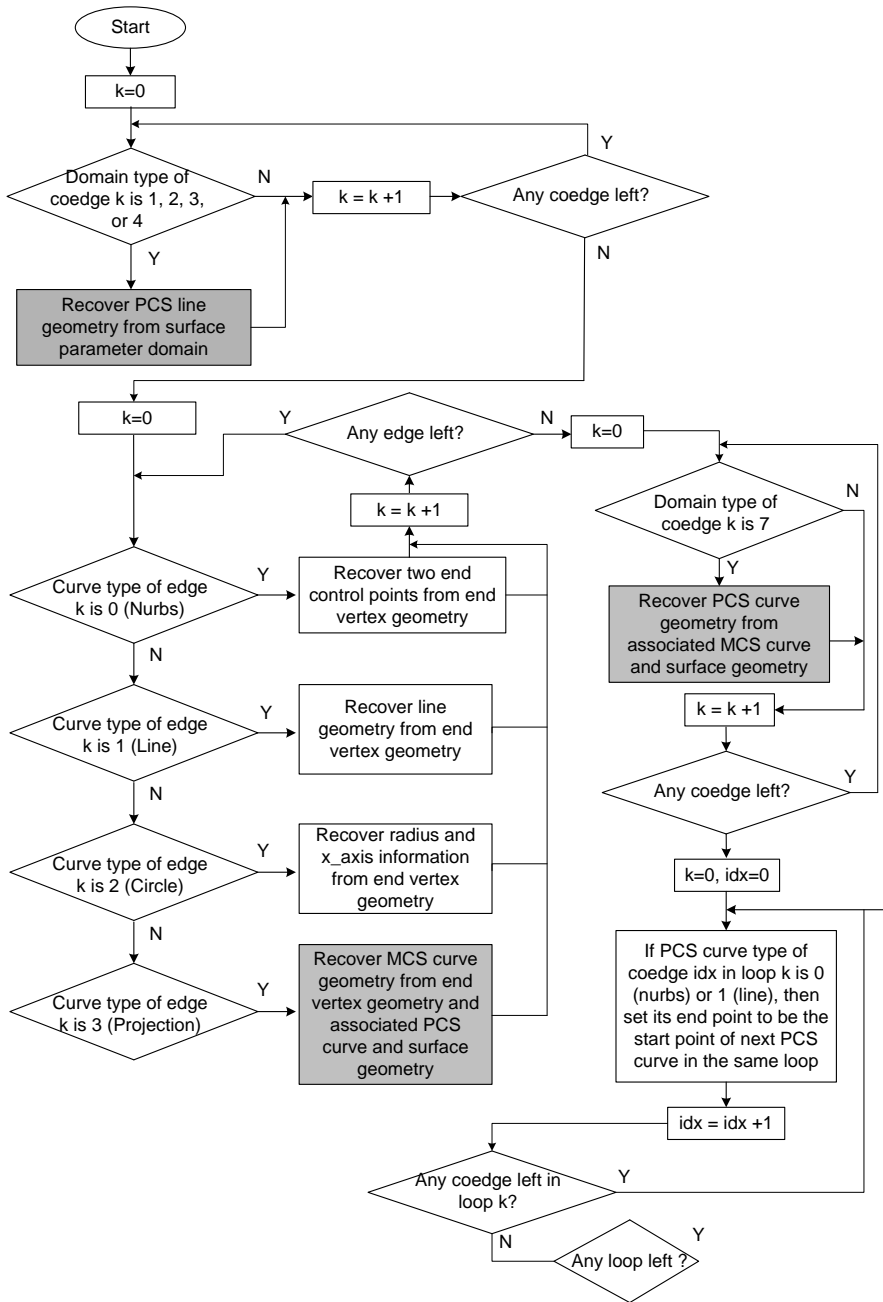 Start
k=0
Y
Domain type of
coedge k is 1, 2, 3,
or 4
N
k = k +1
Any coedge left?
Y
N
Recover PCS line
geometry from surface
parameter domain
k=0
Y
Any edge left?
N
k=0
k = k +1
Domain type of
coedge k is 7
N
Y
Curve type of edge
k is 0 (Nurbs)
Y
Recover two end
control points from end
vertex geometry
Recover PCS curve
geometry from
associated MCS curve
and surface geometry
N
Curve type of edge
k is 1 (Line)
Y
Recover line
geometry from end
vertex geometry
k = k +1
Any coedge left?
Y
N
Curve type of edge
k is 2 (Circle)
Y
Recover radius and
x_axis information
from end vertex
geometry
k=0, idx=0
N
Curve type of edge
k is 3 (Projection)
Y
Recover MCS curve
geometry from end
vertex geometry and
associated PCS
curve and surface
geometry
If PCS curve type of
coedge idx in loop k is 0
(nurbs) or 1 (line), then
set its end point to be the
start point of next PCS
curve in the same loop
idx = idx +1
Any coedge left in
loop k?
Y
N
Any loop left ?
Y